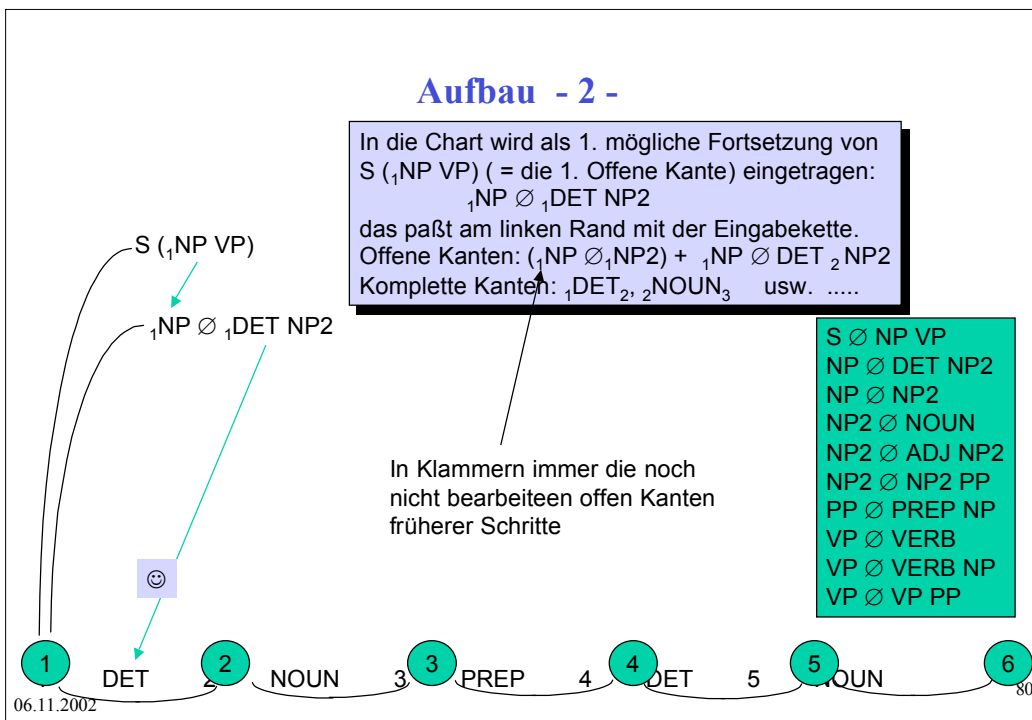 Aufbau - 2 -
In die Chart wird als 1. mögliche Fortsetzung von
S (₁NP VP) ( = die 1. Offene Kante) eingetragen:
₁NP ∅ ₁DET NP2
das paßt am linken Rand mit der Eingabekette.
Offene Kanten: (₁NP ∅₁NP2) + ₁NP ∅ DET ₂ NP2
Komplette Kanten: ₁DET₂, ₂NOUN₃ usw. .....
S (₁NP VP)
₁NP ∅ ₁DET NP2
S ∅ NP VP
NP ∅ DET NP2
NP ∅ NP2
NP2 ∅ NOUN
NP2 ∅ ADJ NP2
NP2 ∅ NP2 PP
PP ∅ PREP NP
VP ∅ VERB
VP ∅ VERB NP
VP ∅ VP PP
In Klammern immer die noch
nicht bearbeiteen offen Kanten
früherer Schritte
☺
1 2 3 4 5 6
DET 2 NOUN 3 PREP 4 DET 5 NOUN
06.11.2002 80